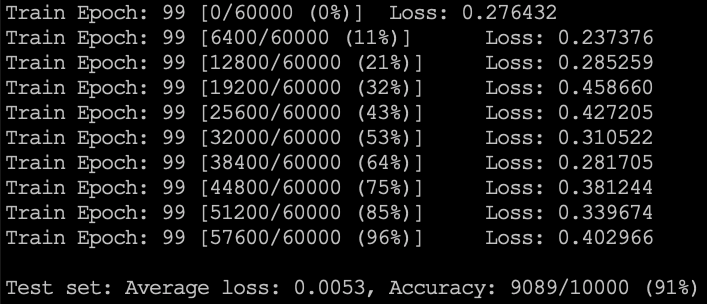 Train Epoch: 99 [0/60000 (0%)]	Loss: 0.276432
Train Epoch: 99 [6400/60000 (11%)]	Loss: 0.237376
Train Epoch: 99 [12800/60000 (21%)]	Loss: 0.285259
Train Epoch: 99 [19200/60000 (32%)]	Loss: 0.458660
Train Epoch: 99 [25600/60000 (43%)]	Loss: 0.427205
Train Epoch: 99 [32000/60000 (53%)]	Loss: 0.310522
Train Epoch: 99 [38400/60000 (64%)]	Loss: 0.281705
Train Epoch: 99 [44800/60000 (75%)]	Loss: 0.381244
Train Epoch: 99 [51200/60000 (85%)]	Loss: 0.339674
Train Epoch: 99 [57600/60000 (96%)]	Loss: 0.402966
Test set: Average loss: 0.0053, Accuracy: 9089/10000 (91%)